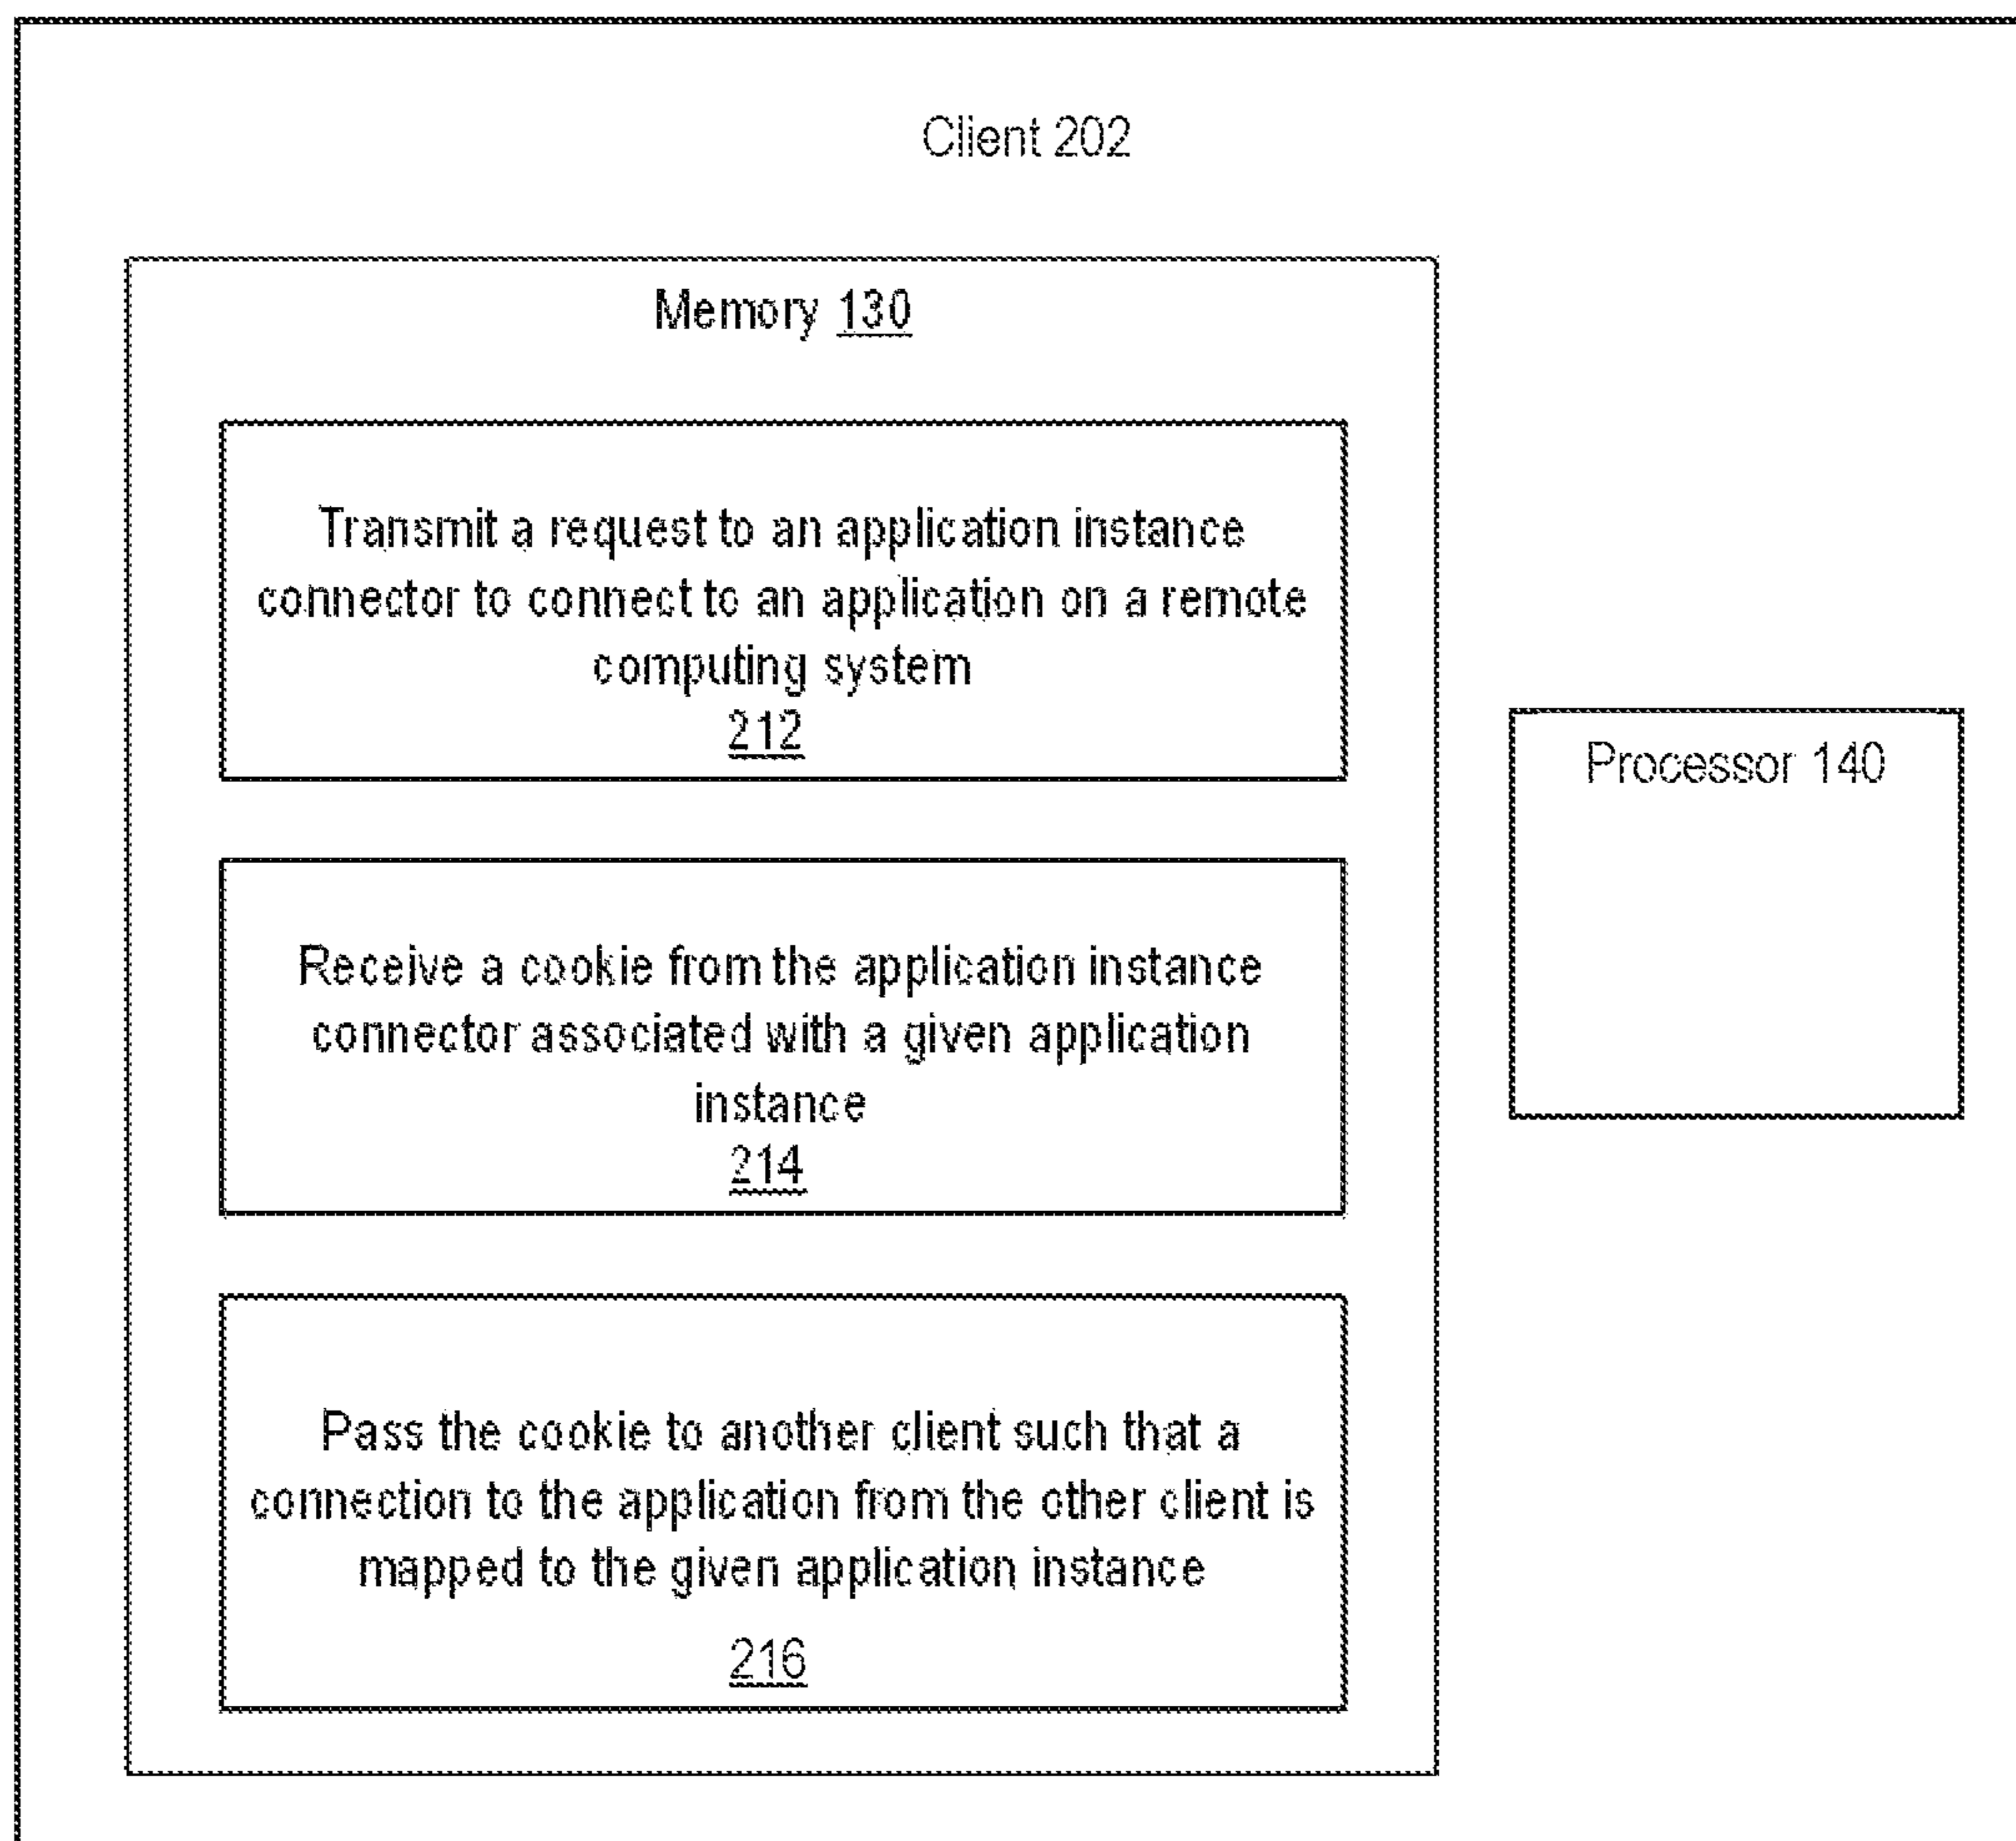 Client 202
Memory 130
Transmit a request to an application instance
connector to connect to an application on a remote
computing system
212
Processor 140
Receive a cookie from the application instance
connector associated with a given application
instance
214
Pass the cookie to another client such that a
connection to the application from the other client is
mapped to the given application instance
216